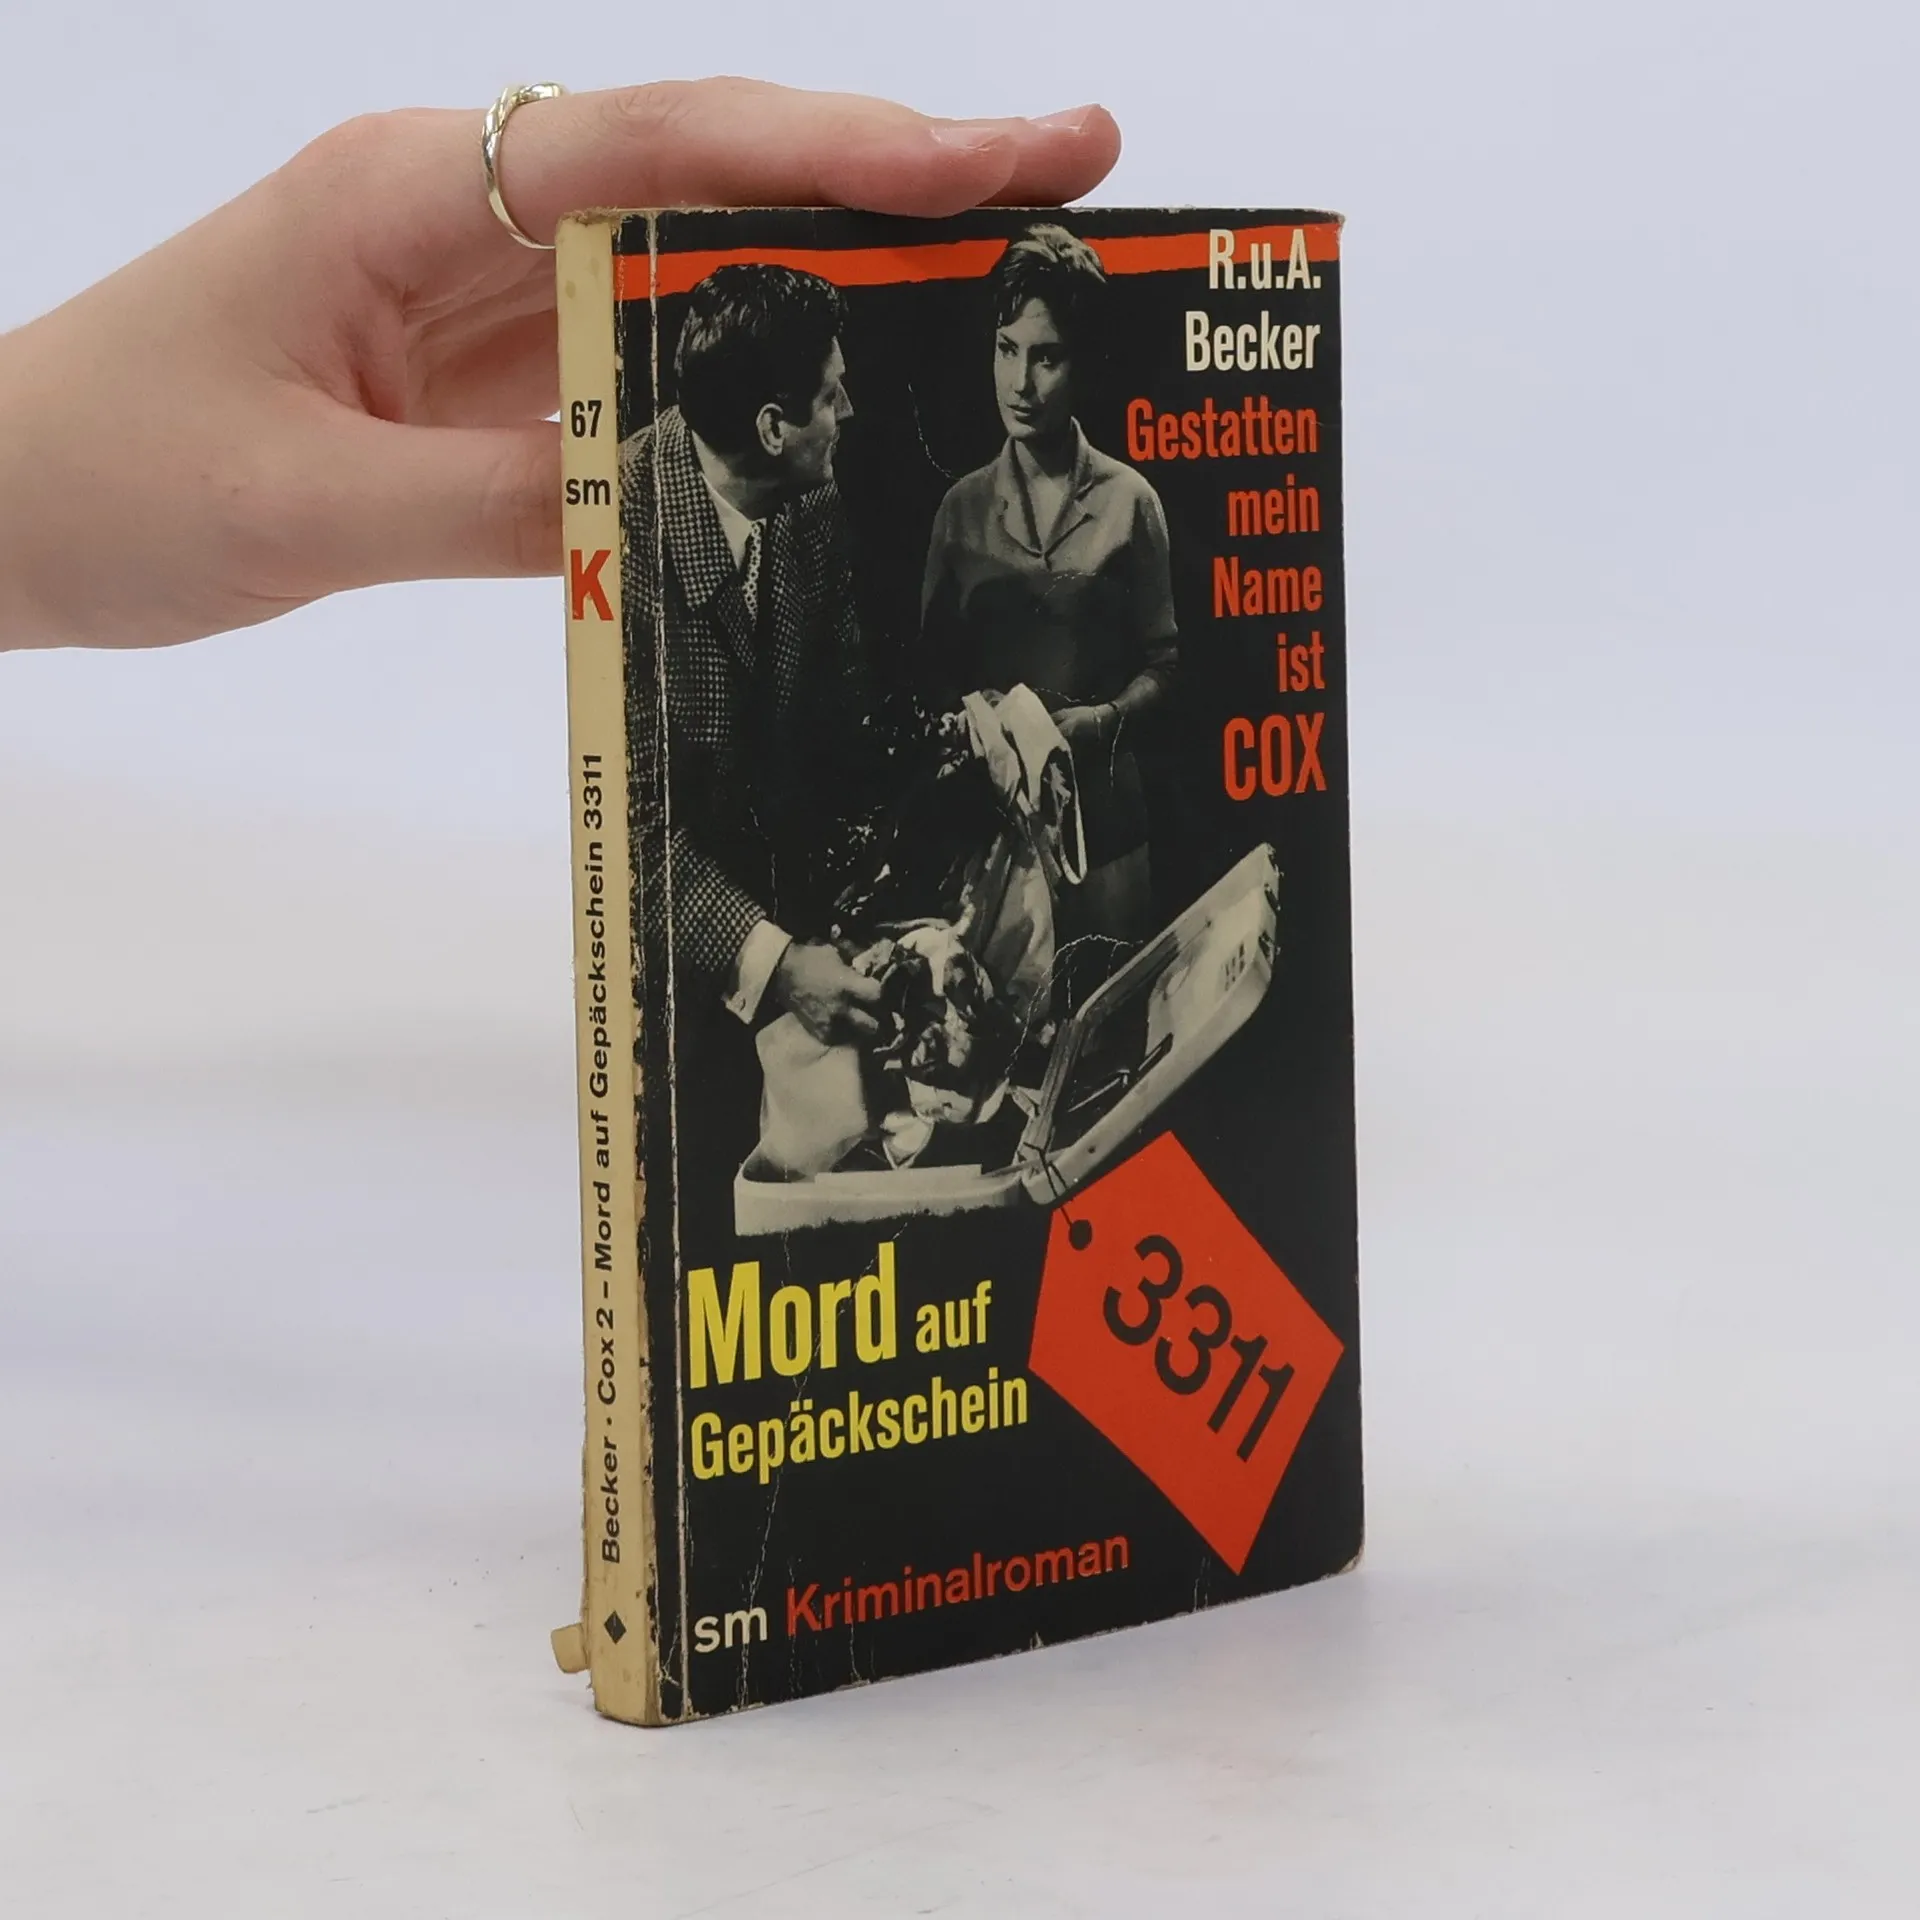 67
sm
K
Becker · Cox 2 – Mord auf Gepäckschein 3311
R.u.A.
Becker
Gestatten
mein
Name
ist
COX
3311
Mord auf
Gepäckschein
sm Kriminalroman